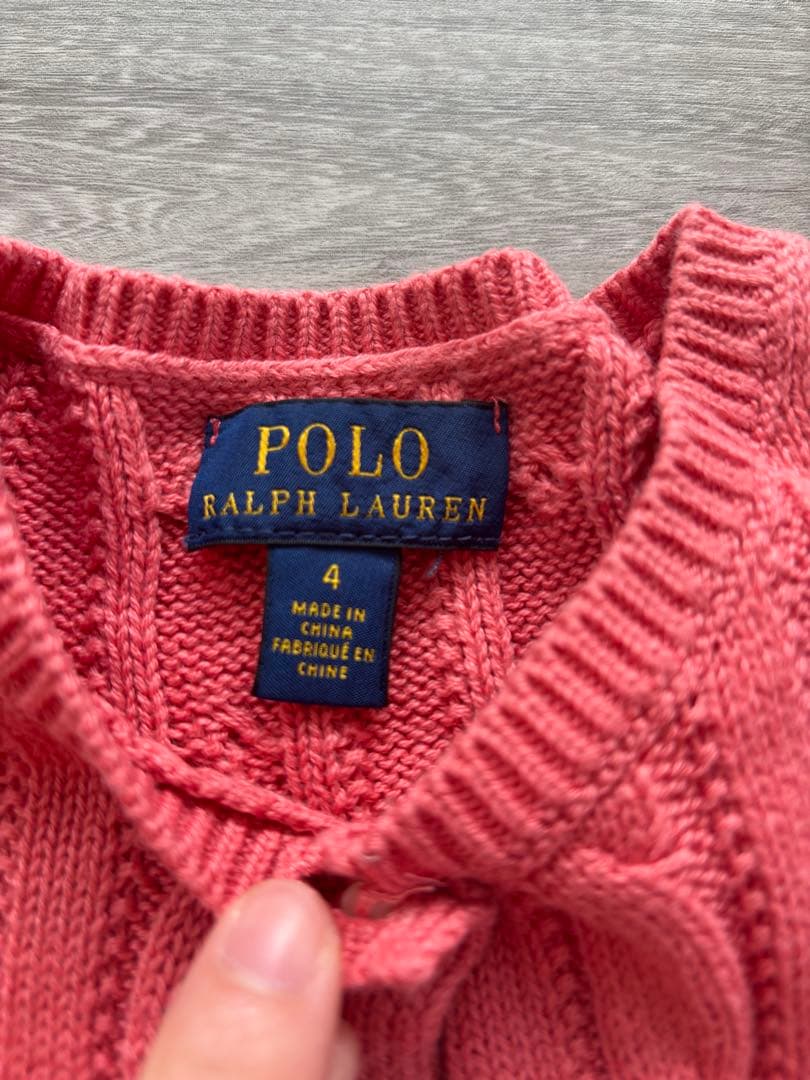 POLO
RALPH LAUREN
4
MADE IN
CHINA
FABRIQUÉ EN
CHINE